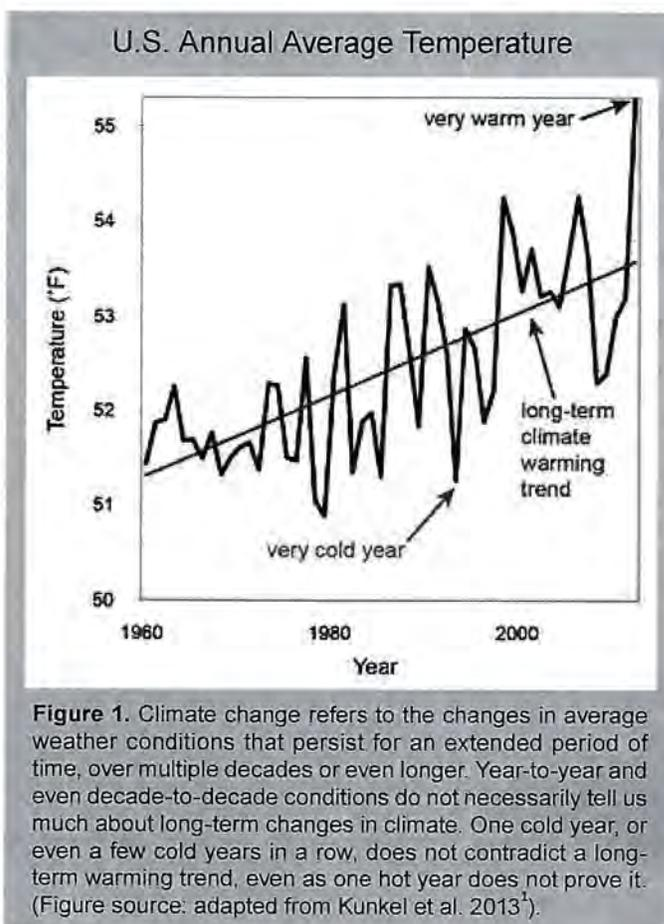 U.S. Annual Average Temperature
55
very warm year
54
Temperature (°F)
53
52
long-term
climate
warming
trend
51
very cold year
50
1960
1980
2000
Year
Figure 1. Climate change refers to the changes in average
weather conditions that persist for an extended period of
time, over multiple decades or even longer. Year-to-year and
even decade-to-decade conditions do not necessarily tell us
much about long-term changes in climate. One cold year, or
even a few cold years in a row, does not contradict a long-
term warming trend, even as one hot year does not prove it.
(Figure source: adapted from Kunkel et al. 2013¹).